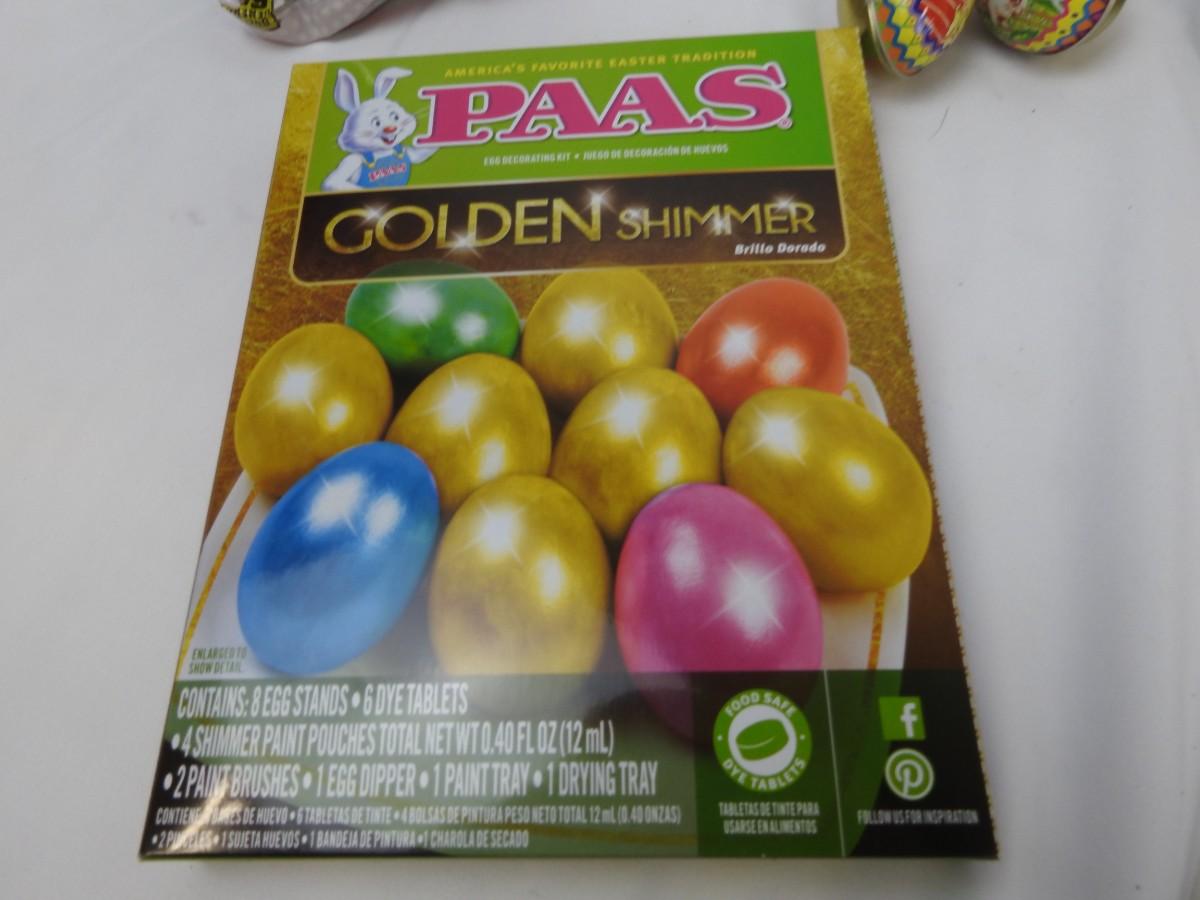 AMERICA'S FAVORITE EASTER TRADITION
PAAS
PAAS
EGG DECORATING KIT • JUEGO DE DECORACIÓN DE HUEVOS
GOLDEN SHIMMER
Brillo Dorado
ENLARGED TO
SHOW DETAIL
CONTAINS: 8 EGG STANDS • 6 DYE TABLETS
• 4 SHIMMER PAINT POUCHES TOTAL NET WT 0.40 FL OZ (12 mL)
• 2 PAINT BRUSHES • 1 EGG DIPPER • 1 PAINT TRAY • 1 DRYING TRAY
CONTIENE: DE HUEVO • 6 TABLETAS DE TINTE • 4 BOLSAS DE PINTURA PESO NETO TOTAL 12 mL (0.40 ONZAS)
• 2 PINCELES • 1 SUJETA HUEVOS • 1 BANDEJA DE PINTURA • 1 CHAROLA DE SECADO
FOOD SAFE
DYE TABLETS
TABLETAS DE TINTE PARA
USARSE EN ALIMENTOS
f
FOLLOW US FOR INSPIRATION